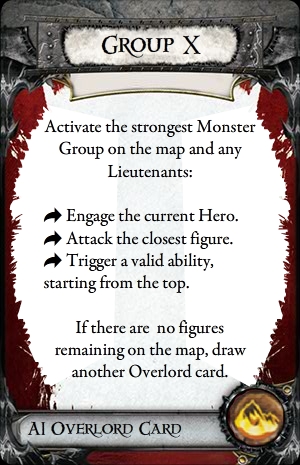 Group X
Activate the strongest Monster
Group on the map and any
Lieutenants:
Engage the current Hero.
Attack the closest figure.
Trigger a valid ability,
starting from the top.
If there are no figures
remaining on the map, draw
another Overlord card.
AI Overlord Card